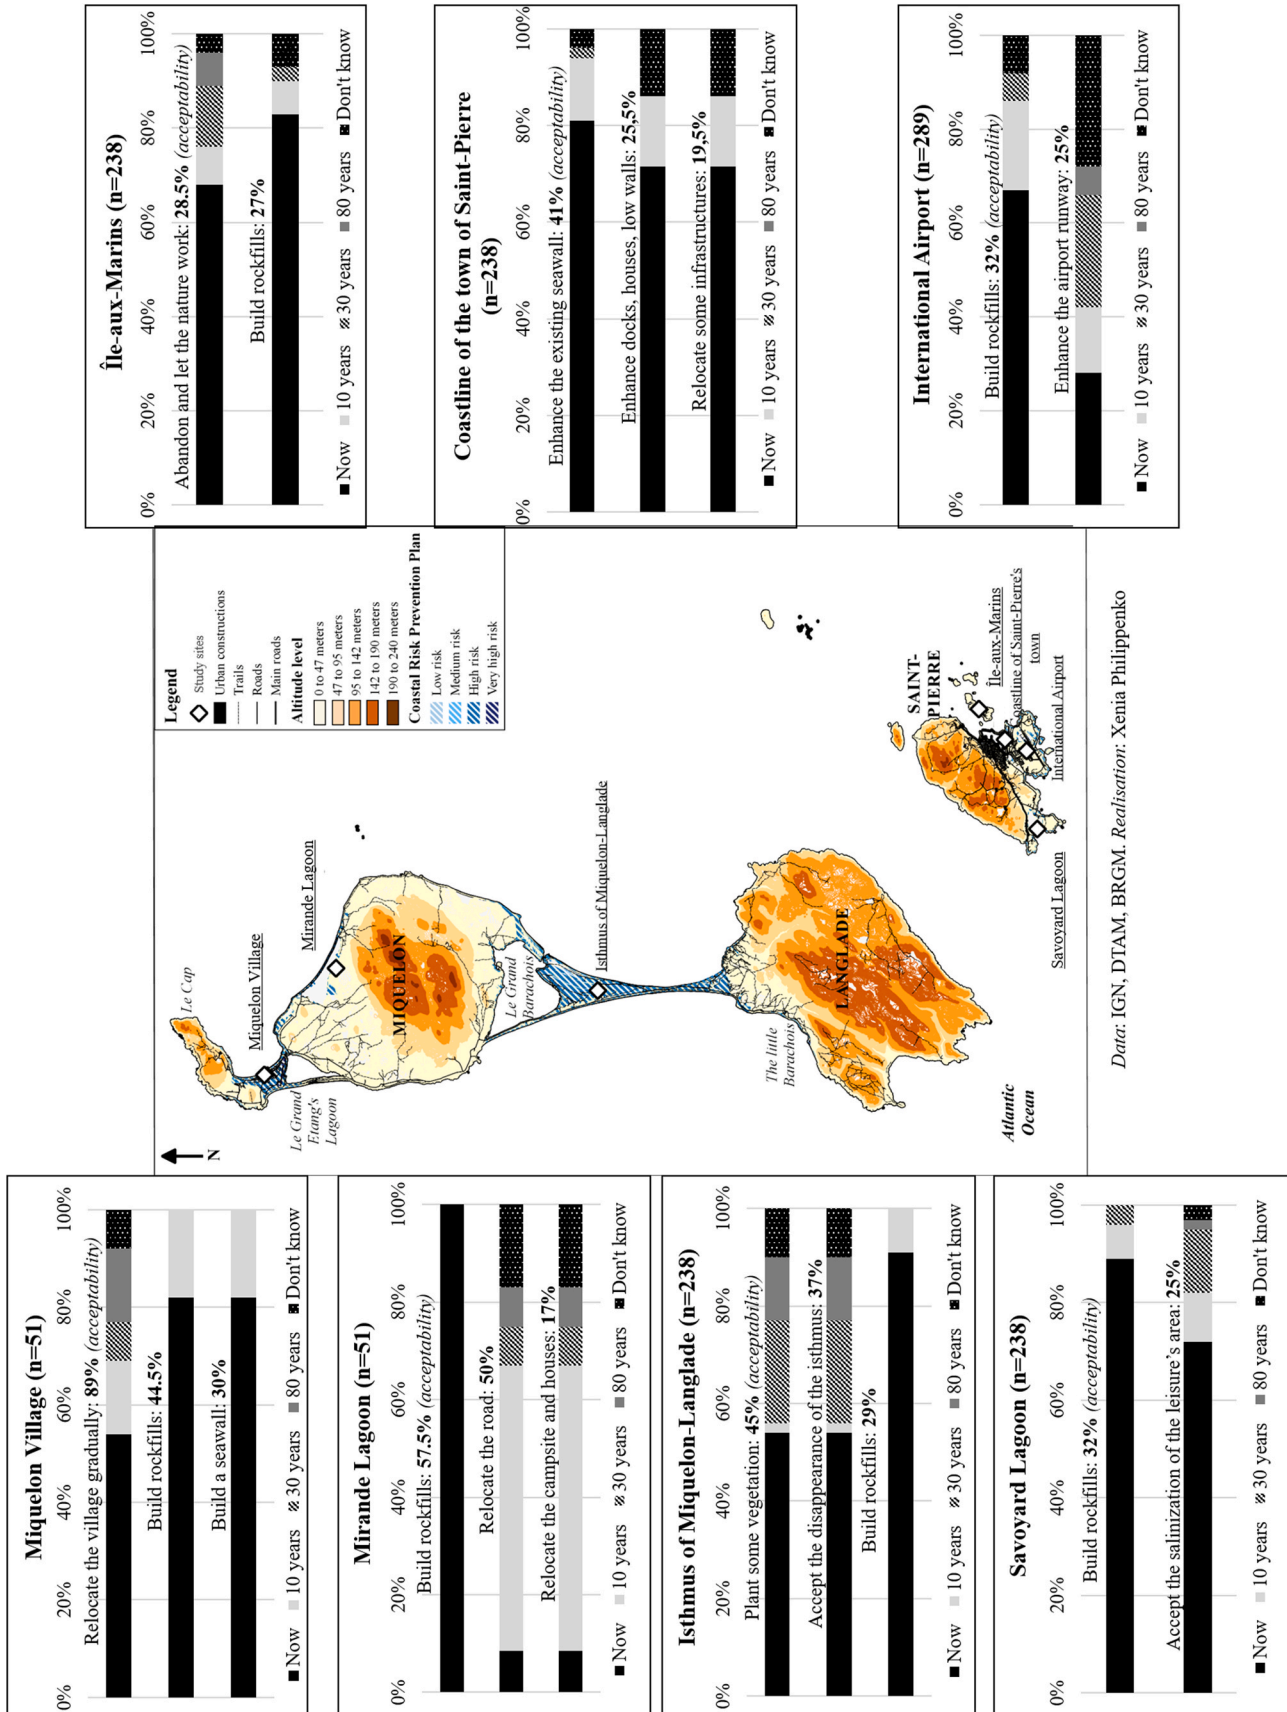 Miquelon Village (n=51)
0% 20% 40% 60% 80% 100%
Relocate the village gradually: 89% (acceptability)
Build rockfills: 44.5%
Build a seawall: 30%
Now 10 years 30 years 80 years Don't know
Mirande Lagoon (n=51)
0% 20% 40% 60% 80% 100%
Build rockfills: 57.5% (acceptability)
Relocate the road: 50%
Relocate the campsite and houses: 17%
Now 10 years 30 years 80 years Don't know
Isthmus of Miquelon-Langlade (n=238)
0% 20% 40% 60% 80% 100%
Plant some vegetation: 45% (acceptability)
Accept the disappearance of the isthmus: 37%
Build rockfills: 29%
Now 10 years 30 years 80 years Don't know
Savoyard Lagoon (n=238)
0% 20% 40% 60% 80% 100%
Build rockfills: 32% (acceptability)
Accept the salinization of the leisure's area: 25%
Now 10 years 30 years 80 years Don't know
N
Le Cap
Miquelon Village
Mirande Lagoon
Le Grand
Etang's
Lagoon
MIQUELON
Le Grand
Barachois
Isthmus of Miquelon-Langlade
The little
Barachois
LANGLADE
Atlantic
Ocean
SAINT-
PIERRE
Île-aux-Marins
oastline of Saint-Pierre's
town
International Airport
Savoyard Lagoon
Legend
Study sites
Urban constructions
Trails
Roads
Main roads
Altitude level
0 to 47 meters
47 to 95 meters
95 to 142 meters
142 to 190 meters
190 to 240 meters
Coastal Risk Prevention Plan
Low risk
Medium risk
High risk
Very high risk
Data: IGN, DTAM, BRGM. Realisation: Xenia Philippenko
Île-aux-Marins (n=238)
0% 20% 40% 60% 80% 100%
Abandon and let the nature work: 28.5% (acceptability)
Build rockfills: 27%
Now 10 years 30 years 80 years Don't know
Coastline of the town of Saint-Pierre
(n=238)
0% 20% 40% 60% 80% 100%
Enhance the existing seawall: 41% (acceptability)
Enhance docks, houses, low walls: 25,5%
Relocate some infrastructures: 19,5%
Now 10 years 30 years 80 years Don't know
International Airport (n=289)
0% 20% 40% 60% 80% 100%
Build rockfills: 32% (acceptability)
Enhance the airport runway: 25%
Now 10 years 30 years 80 years Don't know